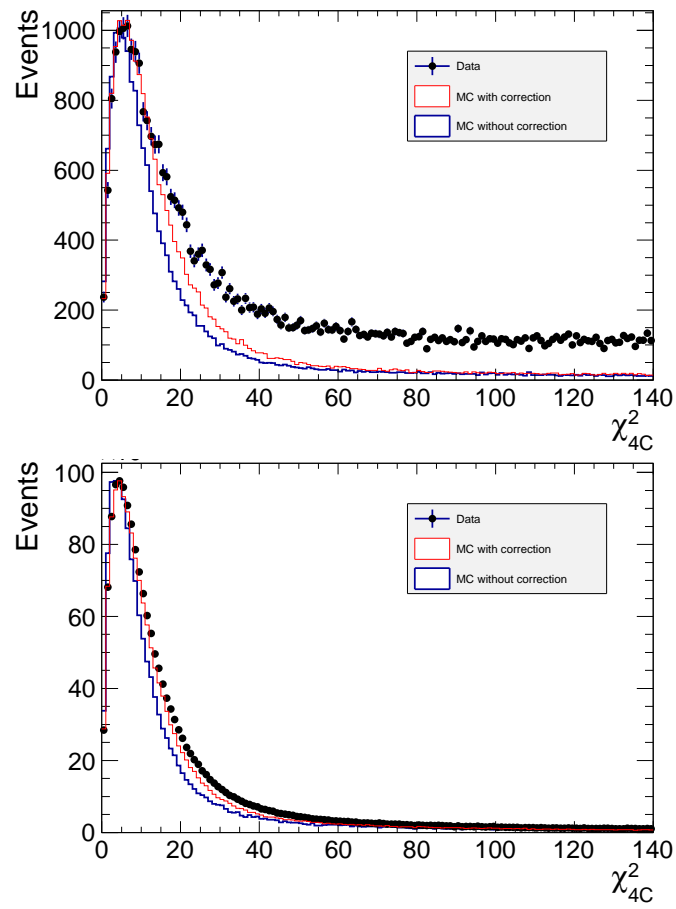 Events
1000
800
600
400
200
0
Data
MC with correction
MC without correction
0 20 40 60 80 100 120 140
χ²4C
Events
100
80
60
40
20
0
Data
MC with correction
MC without correction
0 20 40 60 80 100 120 140
χ²4C